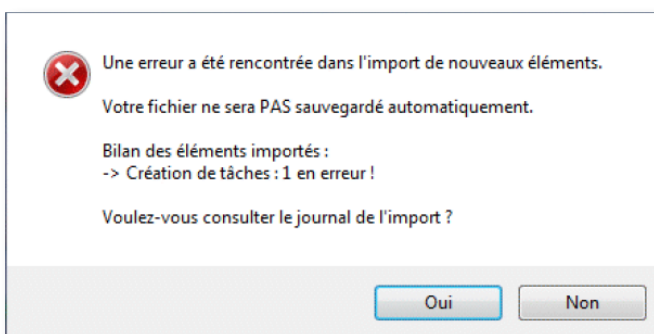 Une erreur a été rencontrée dans l'import de nouveaux éléments.
Votre fichier ne sera PAS sauvegardé automatiquement.
Bilan des éléments importés :
-> Création de tâches : 1 en erreur !
Voulez-vous consulter le journal de l'import ?
Oui
Non